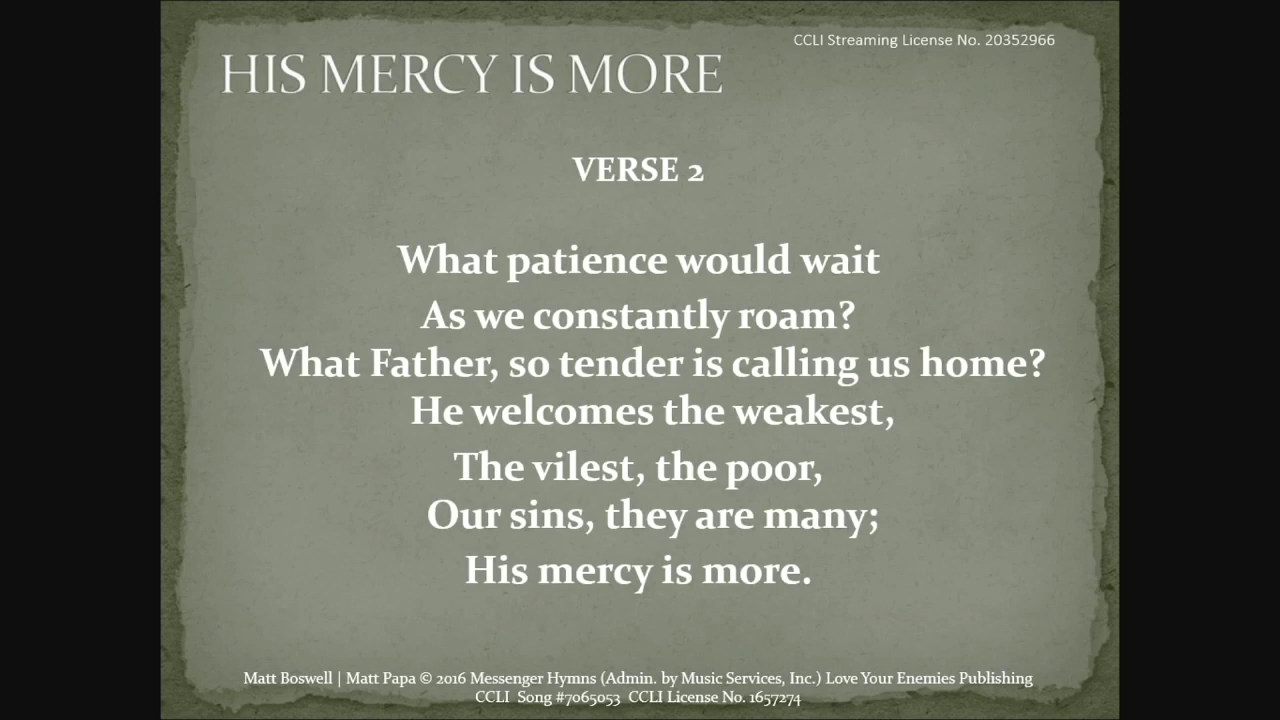 CCLI Streaming License No. 20352966
HIS MERCY IS MORE
VERSE 2
What patience would wait
As we constantly roam?
What Father, so tender is calling us home?
He welcomes the weakest,
The vilest, the poor,
Our sins, they are many;
His mercy is more.
Matt Boswell | Matt Papa © 2016 Messenger Hymns (Admin. by Music Services, Inc.) Love Your Enemies Publishing
CCLI  Song #7065053  CCLI License No. 1657274